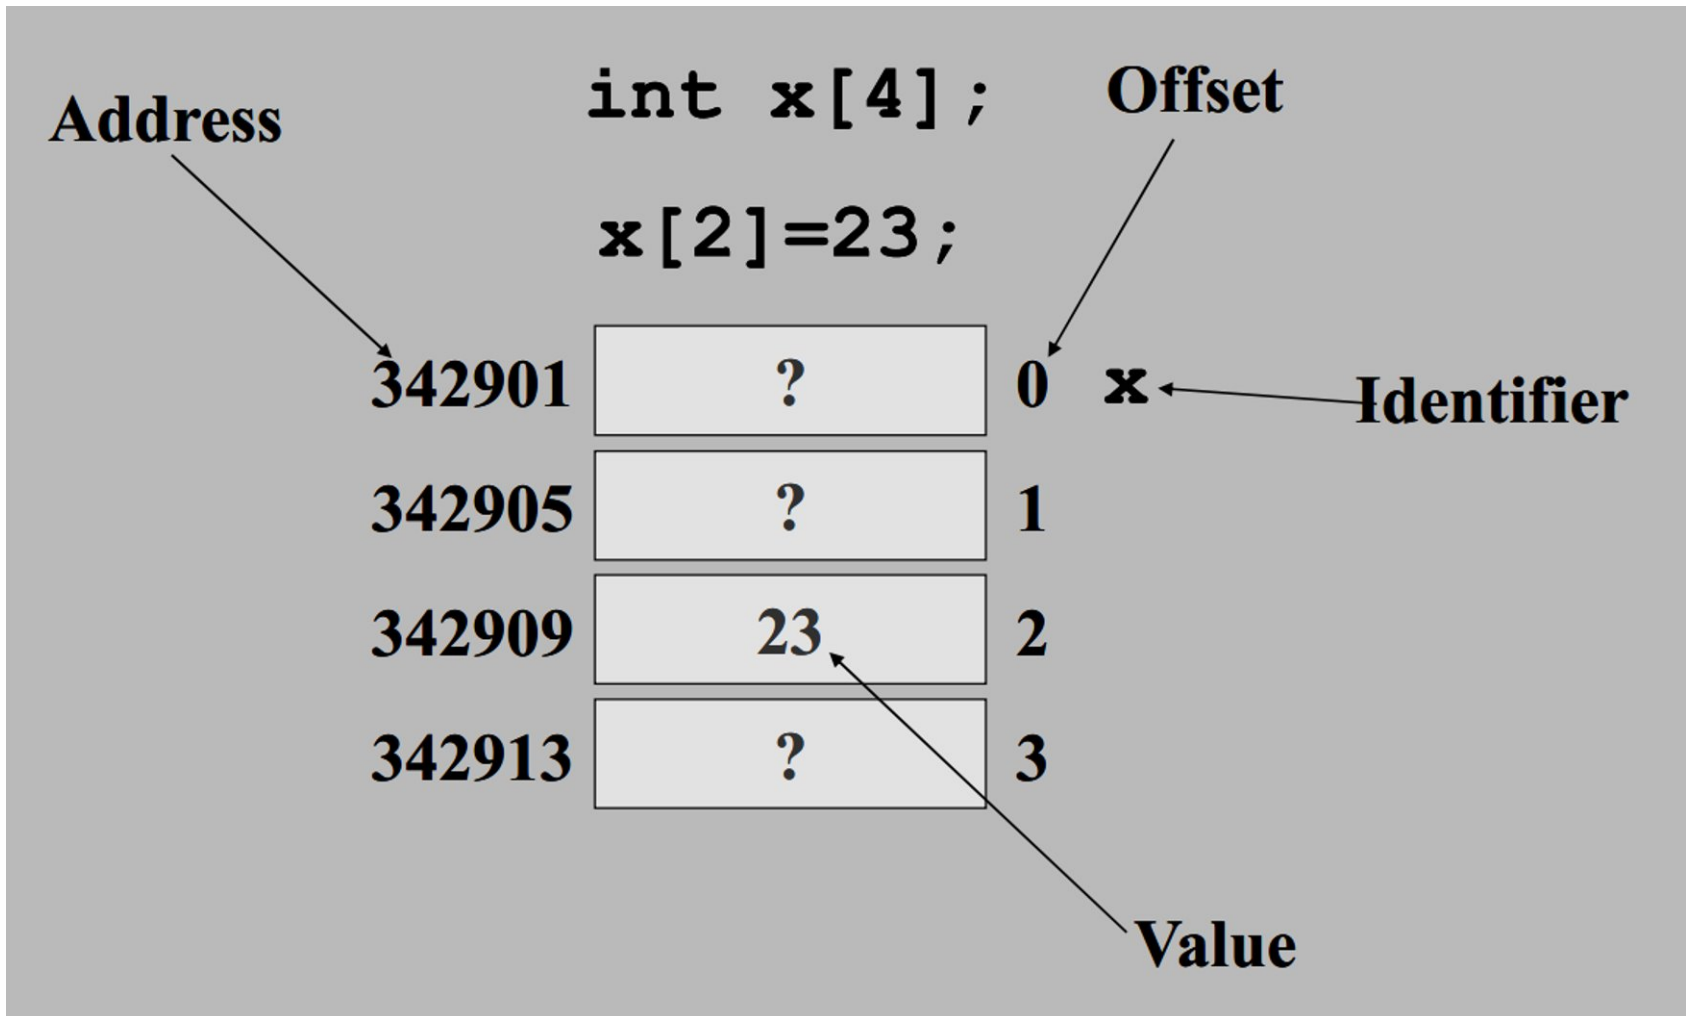 int x[4];
Offset
Address
x[2]=23;
342901 ? 0 x
Identifier
342905 ? 1
342909 23 2
342913 ? 3
Value